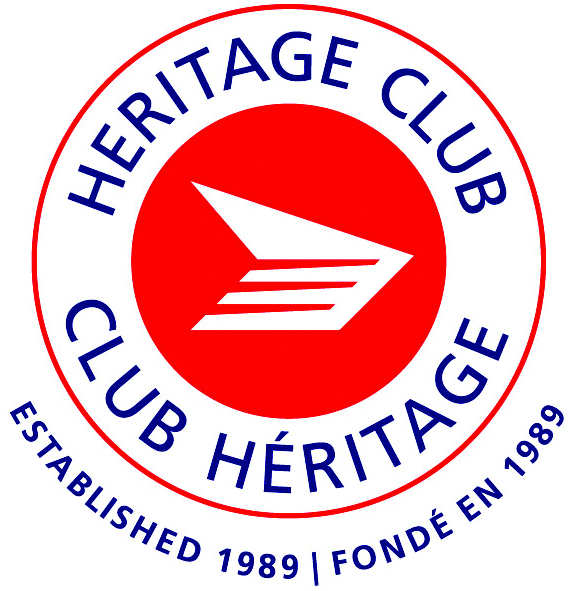 HERITAGE CLUB
CLUB HÉRITAGE
ESTABLISHED 1989 | FONDÉ EN 1989